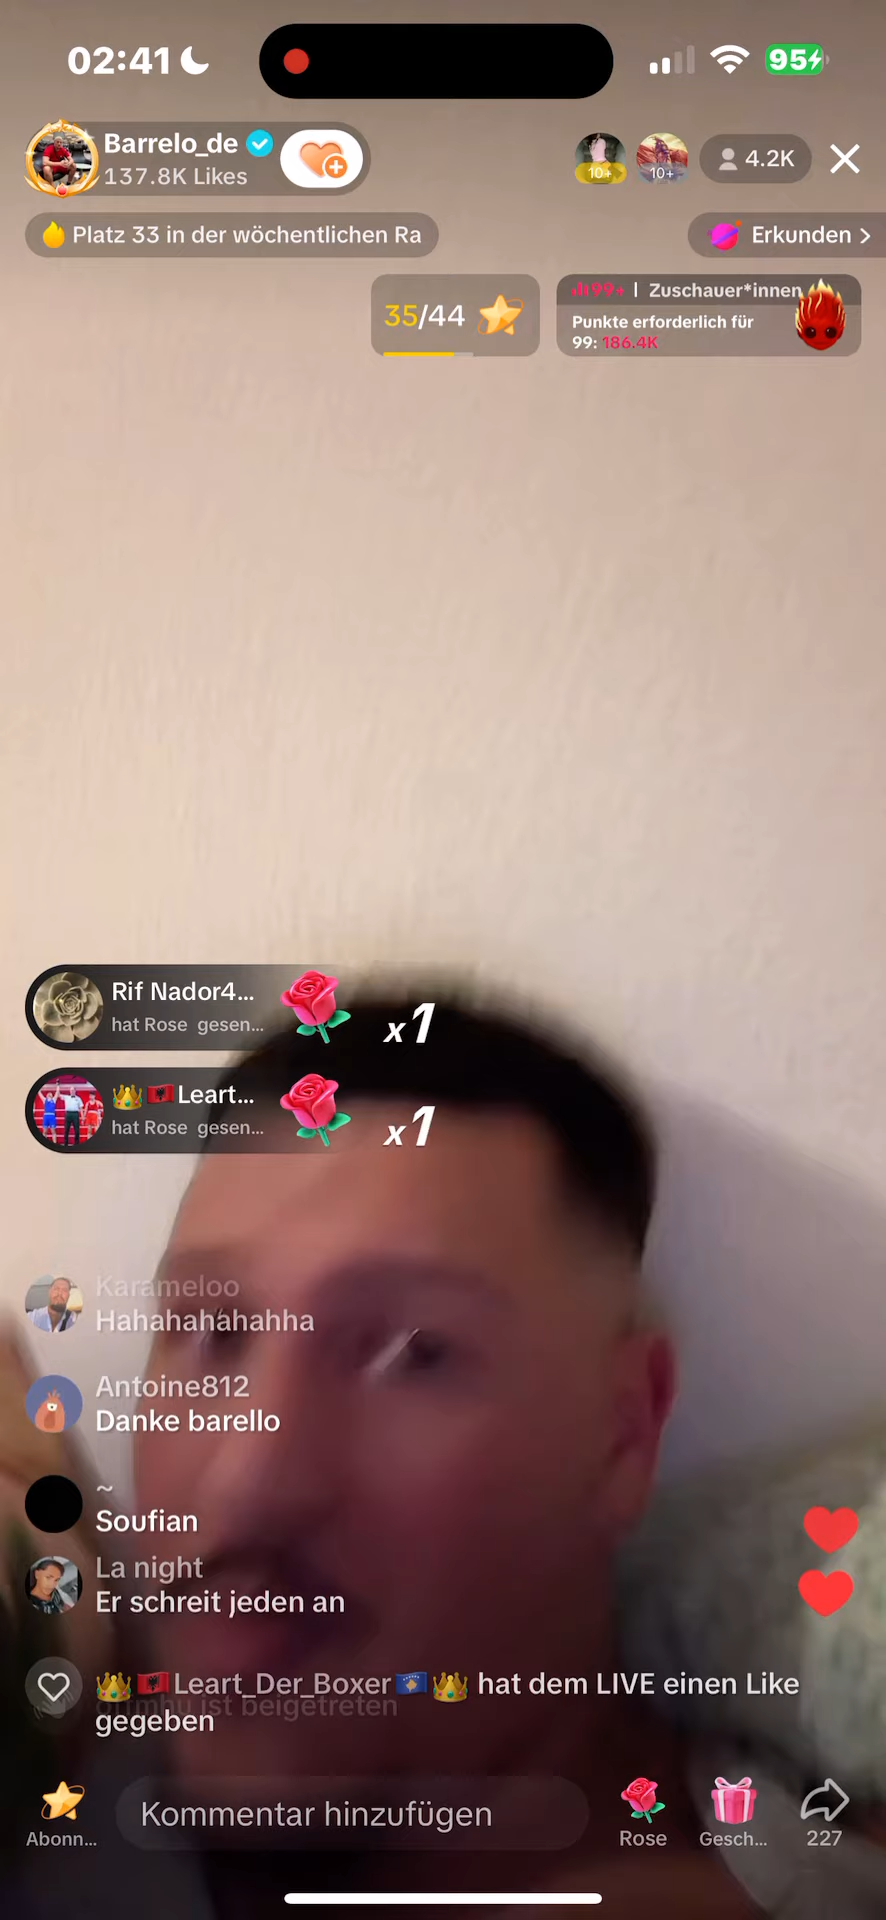 02:41
95
Barrelo_de
137.8K Likes
10+
10+
4.2K
Platz 33 in der wöchentlichen Ra
Erkunden >
35/44
99+ | Zuschauer*innen
Punkte erforderlich für
99: 186.4K
Rif Nador4...
hat Rose gesen...
x1
👑🇦🇱Leart...
hat Rose gesen...
x1
Karameloo
Hahahahahahha
Antoine812
Danke barello
~
Soufian
La night
Er schreit jeden an
👑🇦🇱Leart_Der_Boxer🇽🇰👑 hat dem LIVE einen Like
ist beigetreten
gegeben
Abonn...
Kommentar hinzufügen
Rose
Gesch...
227